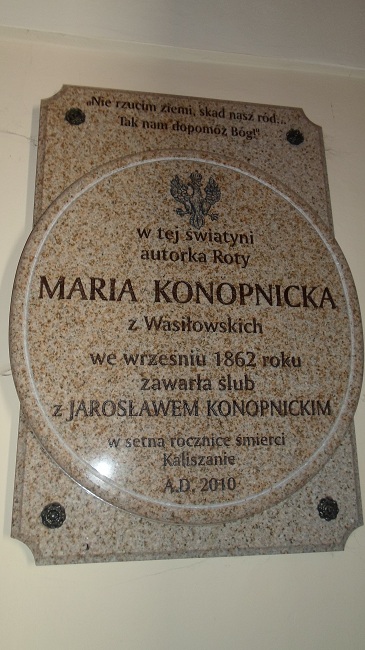 „Nie rzucim ziemi, skąd nasz ród...
Tak nam dopomóż Bóg!"
w tej świątyni
autorka Roty
MARIA KONOPNICKA
z Wasiłowskich
we wrześniu 1862 roku
zawarła ślub
z JAROSŁAWEM KONOPNICKIM
w setną rocznicę śmierci
Kaliszanie
A.D. 2010